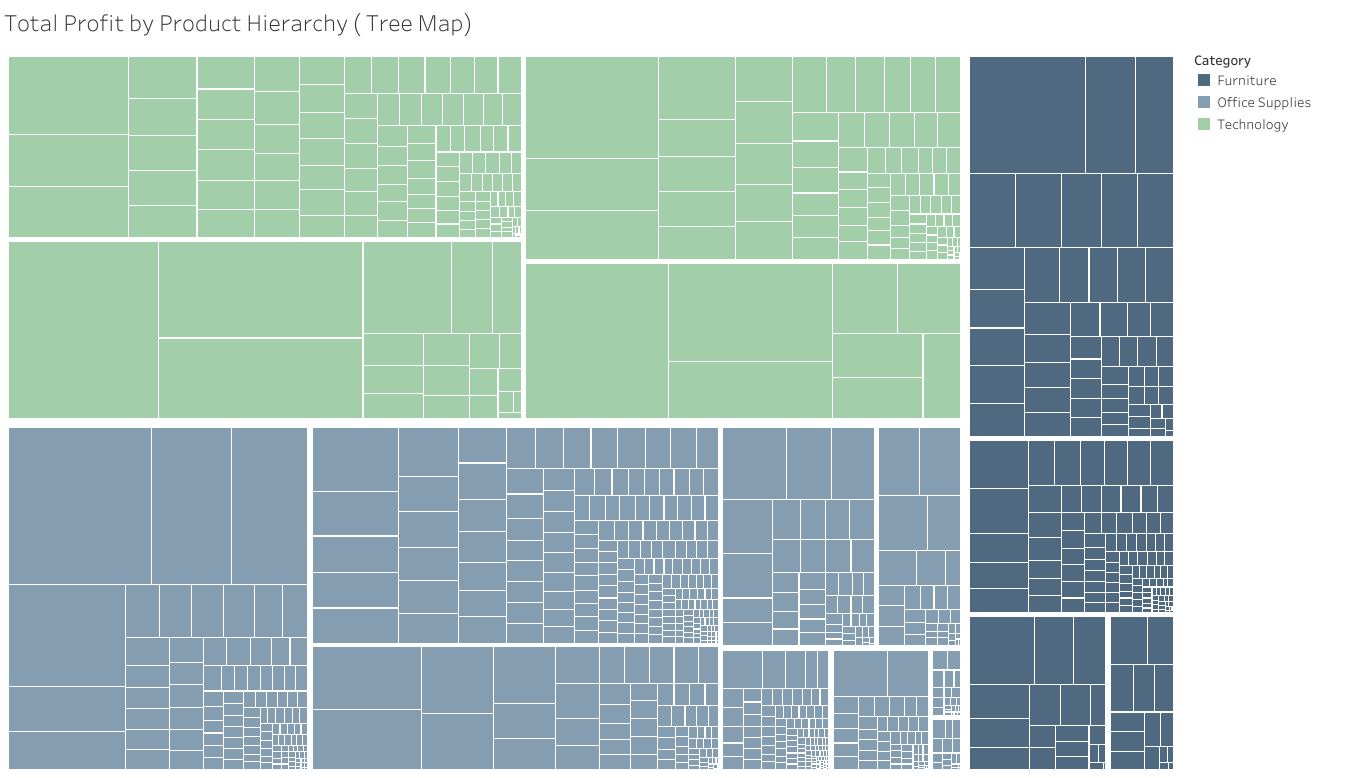 Total Profit by Product Hierarchy ( Tree Map)
Category
Furniture
Office Supplies
Technology